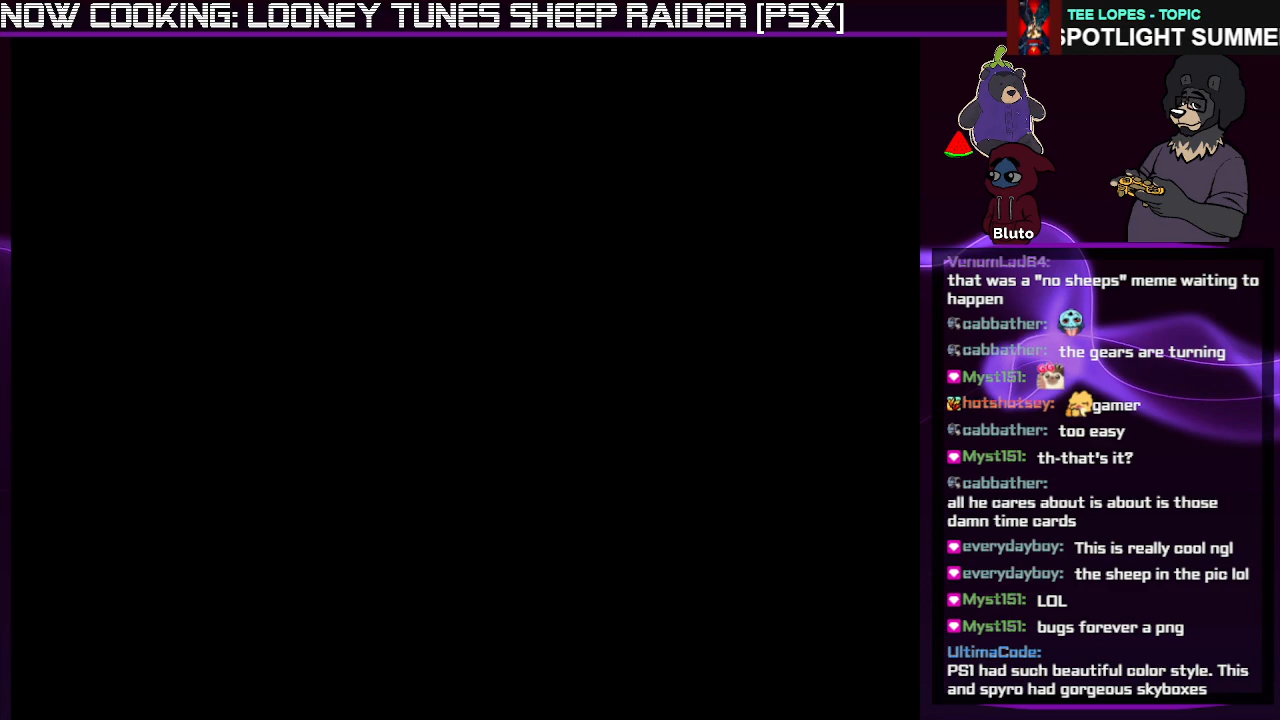 NOW COOKING: LOONEY TUNES SHEEP RAIDER [PSX]
TEE LOPES - TOPIC
SPOTLIGHT SUMME
Bluto
VenomLad64:
that was a "no sheeps" meme waiting to
happen
cabbather:
cabbather: the gears are turning
Myst151:
hotshotsey: gamer
cabbather: too easy
Myst151: th-that's it?
cabbather:
all he cares about is about is those
damn time cards
everydayboy: This is really cool ngl
everydayboy: the sheep in the pic lol
Myst151: LOL
Myst151: bugs forever a png
UltimaCode:
PS1 had such beautiful color style. This
and spyro had gorgeous skyboxes